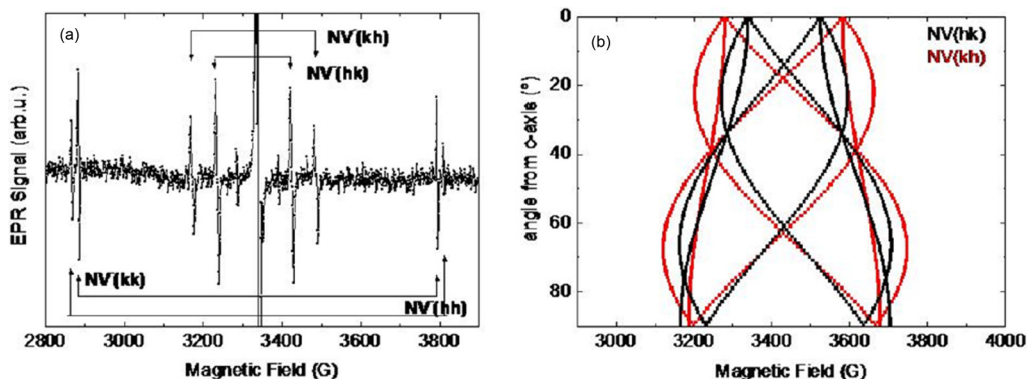 (a)
NV⁻(kh)
NV⁻(hk)
NV⁻(kk)
NV⁻(hh)
EPR Signal (arb.u.)
2800 3000 3200 3400 3600 3800
Magnetic Field (G)
(b)
NV(hk)
NV(kh)
angle from c-axis (°)
0
20
40
60
80
3000 3200 3400 3600 3800 4000
Magnetic Field (G)